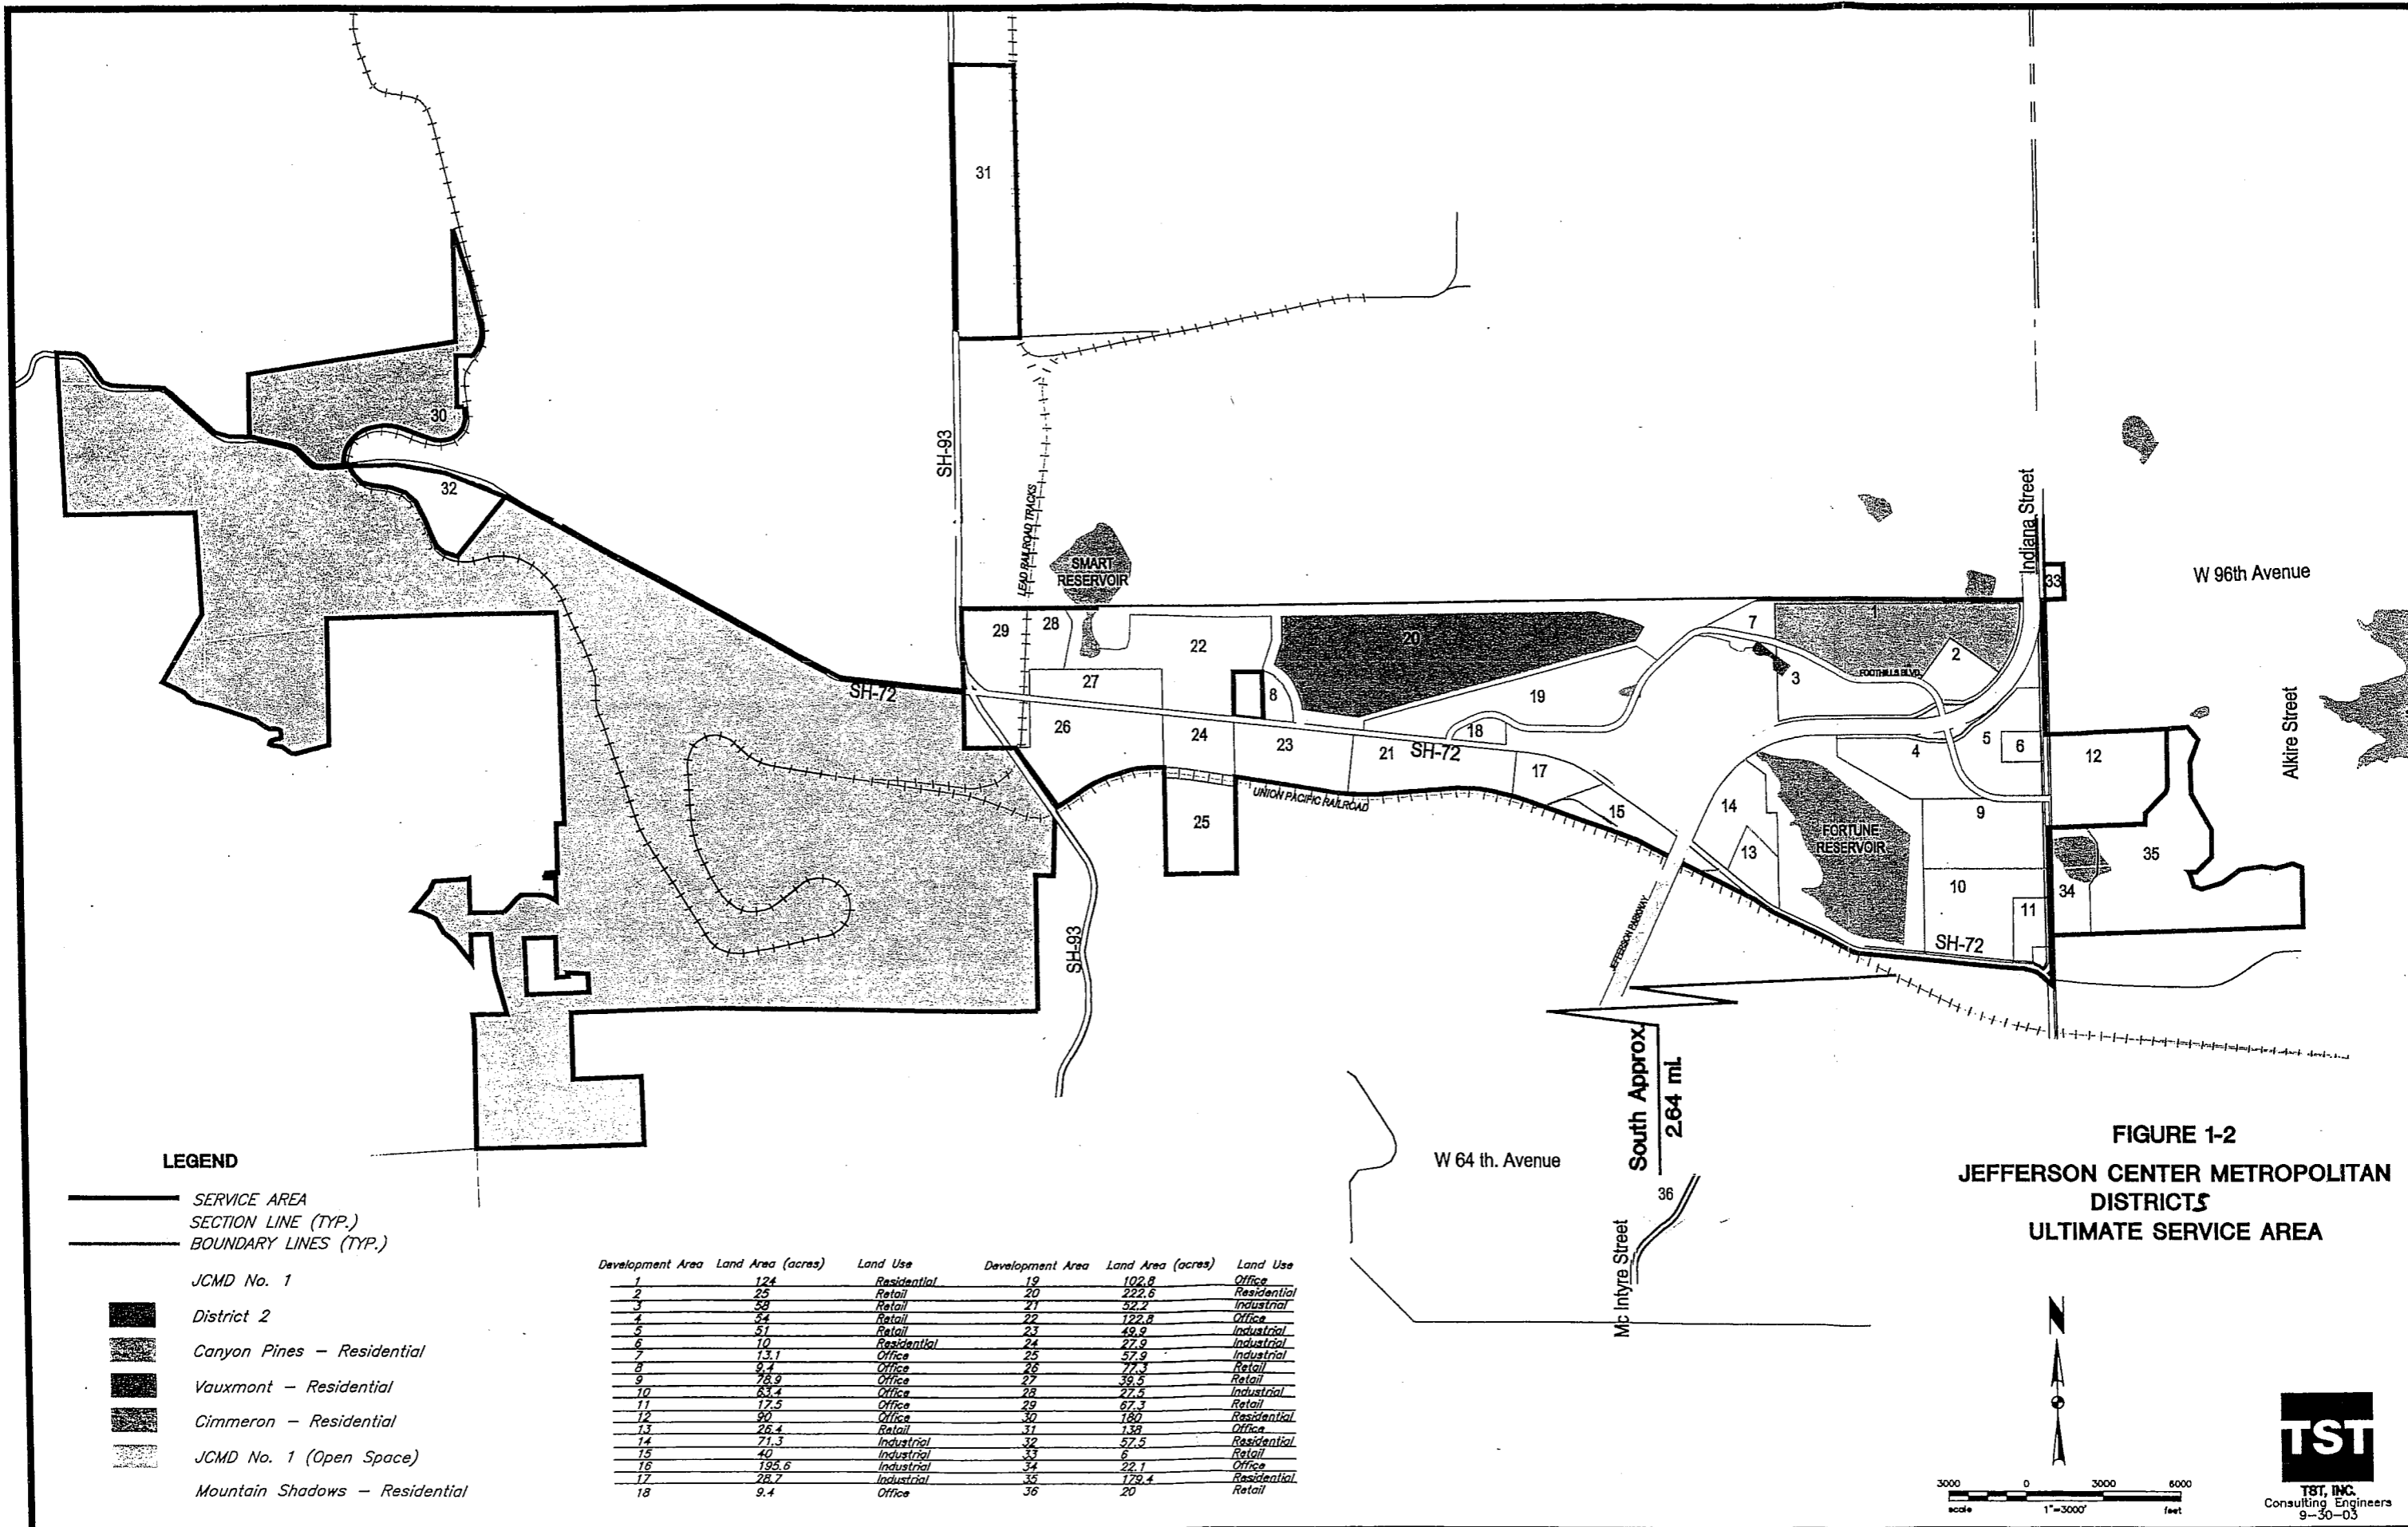 31
30
32
SH-93
LEAD RAILROAD TRACKS
SMART
RESERVOIR
Indiana Street
W 96th Avenue
33
29
28
22
20
7
1
2
3
FOOTHILLS BLVD.
27
8
19
SH-72
26
24
23
21
SH-72
18
17
4
5
6
12
Alkire Street
25
UNION PACIFIC RAILROAD
15
14
13
FORTUNE
RESERVOIR
9
10
11
35
34
SH-72
SH-93
JEFFERSON PARKWAY
South Approx.
2.64 mi.
W 64 th. Avenue
36
Mc Intyre Street
FIGURE 1-2
JEFFERSON CENTER METROPOLITAN
DISTRICTS
ULTIMATE SERVICE AREA
LEGEND
SERVICE AREA
SECTION LINE (TYP.)
BOUNDARY LINES (TYP.)
JCMD No. 1
District 2
Canyon Pines – Residential
Vauxmont – Residential
Cimmeron – Residential
JCMD No. 1 (Open Space)
Mountain Shadows – Residential
Development Area Land Area (acres) Land Use Development Area Land Area (acres) Land Use
1 124 Residential 19 102.8 Office
2 25 Retail 20 222.6 Residential
3 58 Retail 21 52.2 Industrial
4 54 Retail 22 122.8 Office
5 51 Retail 23 49.9 Industrial
6 10 Residential 24 27.9 Industrial
7 13.1 Office 25 57.9 Industrial
8 9.4 Office 26 77.3 Retail
9 78.9 Office 27 39.5 Retail
10 63.4 Office 28 27.5 Industrial
11 17.5 Office 29 67.3 Retail
12 90 Office 30 180 Residential
13 26.4 Retail 31 138 Office
14 71.3 Industrial 32 57.5 Residential
15 40 Industrial 33 6 Retail
16 195.6 Industrial 34 22.1 Office
17 28.7 Industrial 35 179.4 Residential
18 9.4 Office 36 20 Retail
N
3000 0 3000 6000
scale 1"=3000' feet
TST
TST, INC.
Consulting Engineers
9-30-03